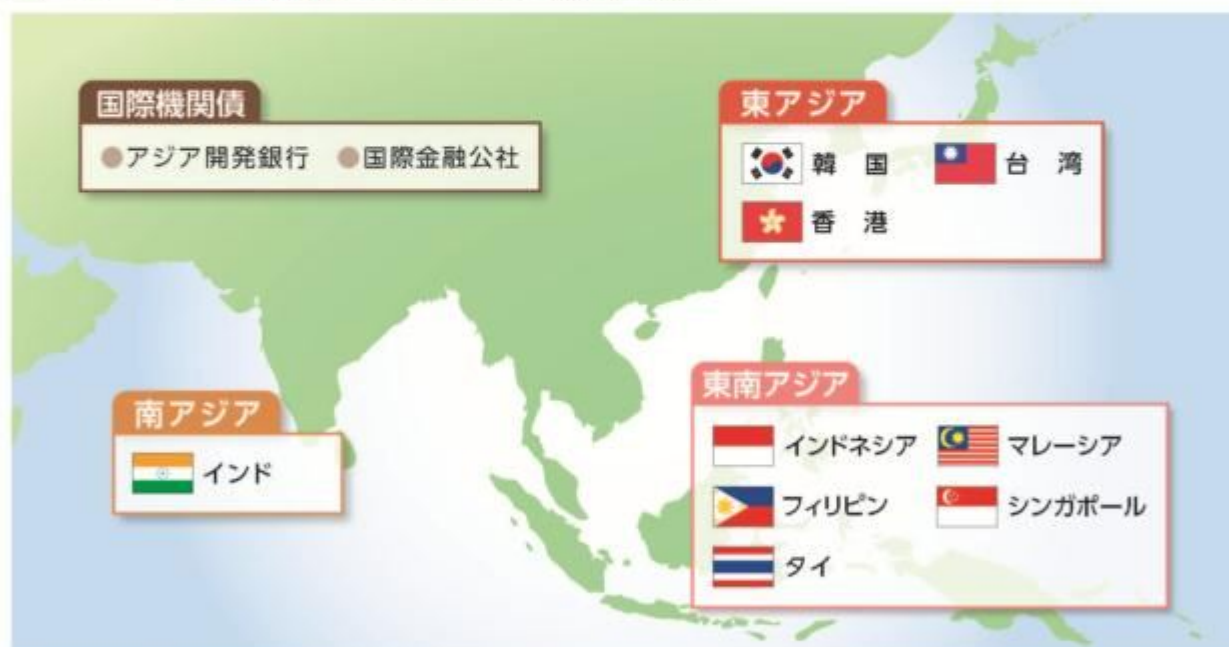 国際機関債
●アジア開発銀行 ●国際金融公社
東アジア
韓 国 台 湾
香 港
南アジア
インド
東南アジア
インドネシア マレーシア
フィリピン シンガポール
タイ